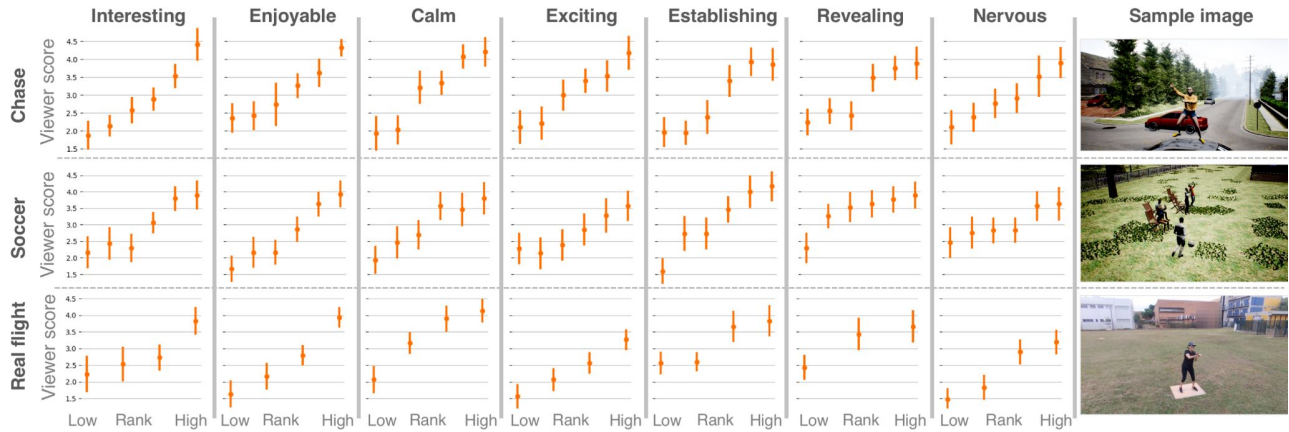 Interesting Enjoyable Calm Exciting Establishing Revealing Nervous Sample image
Chase
Viewer score
4.5
4.0
3.5
3.0
2.5
2.0
1.5
Soccer
Viewer score
4.5
4.0
3.5
3.0
2.5
2.0
1.5
Real flight
Viewer score
4.5
4.0
3.5
3.0
2.5
2.0
1.5
Low Rank High Low Rank High Low Rank High Low Rank High Low Rank High Low Rank High Low Rank High